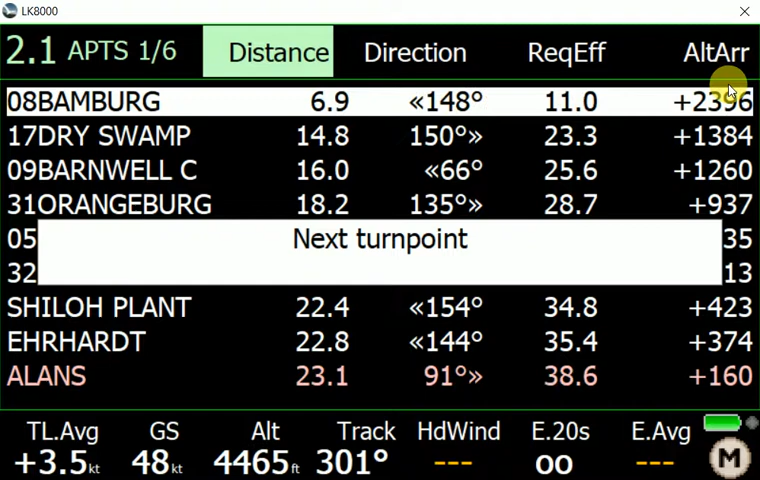 LK8000
2.1 APTS 1/6 Distance Direction ReqEff AltArr
08BAMBURG 6.9 «148° 11.0 +2396
17DRY SWAMP 14.8 150°» 23.3 +1384
09BARNWELL C 16.0 «66° 25.6 +1260
31ORANGEBURG 18.2 135°» 28.7 +937
05 Next turnpoint 35
32 13
SHILOH PLANT 22.4 «154° 34.8 +423
EHRHARDT 22.8 «144° 35.4 +374
ALANS 23.1 91°» 38.6 +160
TL.Avg GS Alt Track HdWind E.20s E.Avg
+3.5kt 48kt 4465ft 301° --- oo --- M